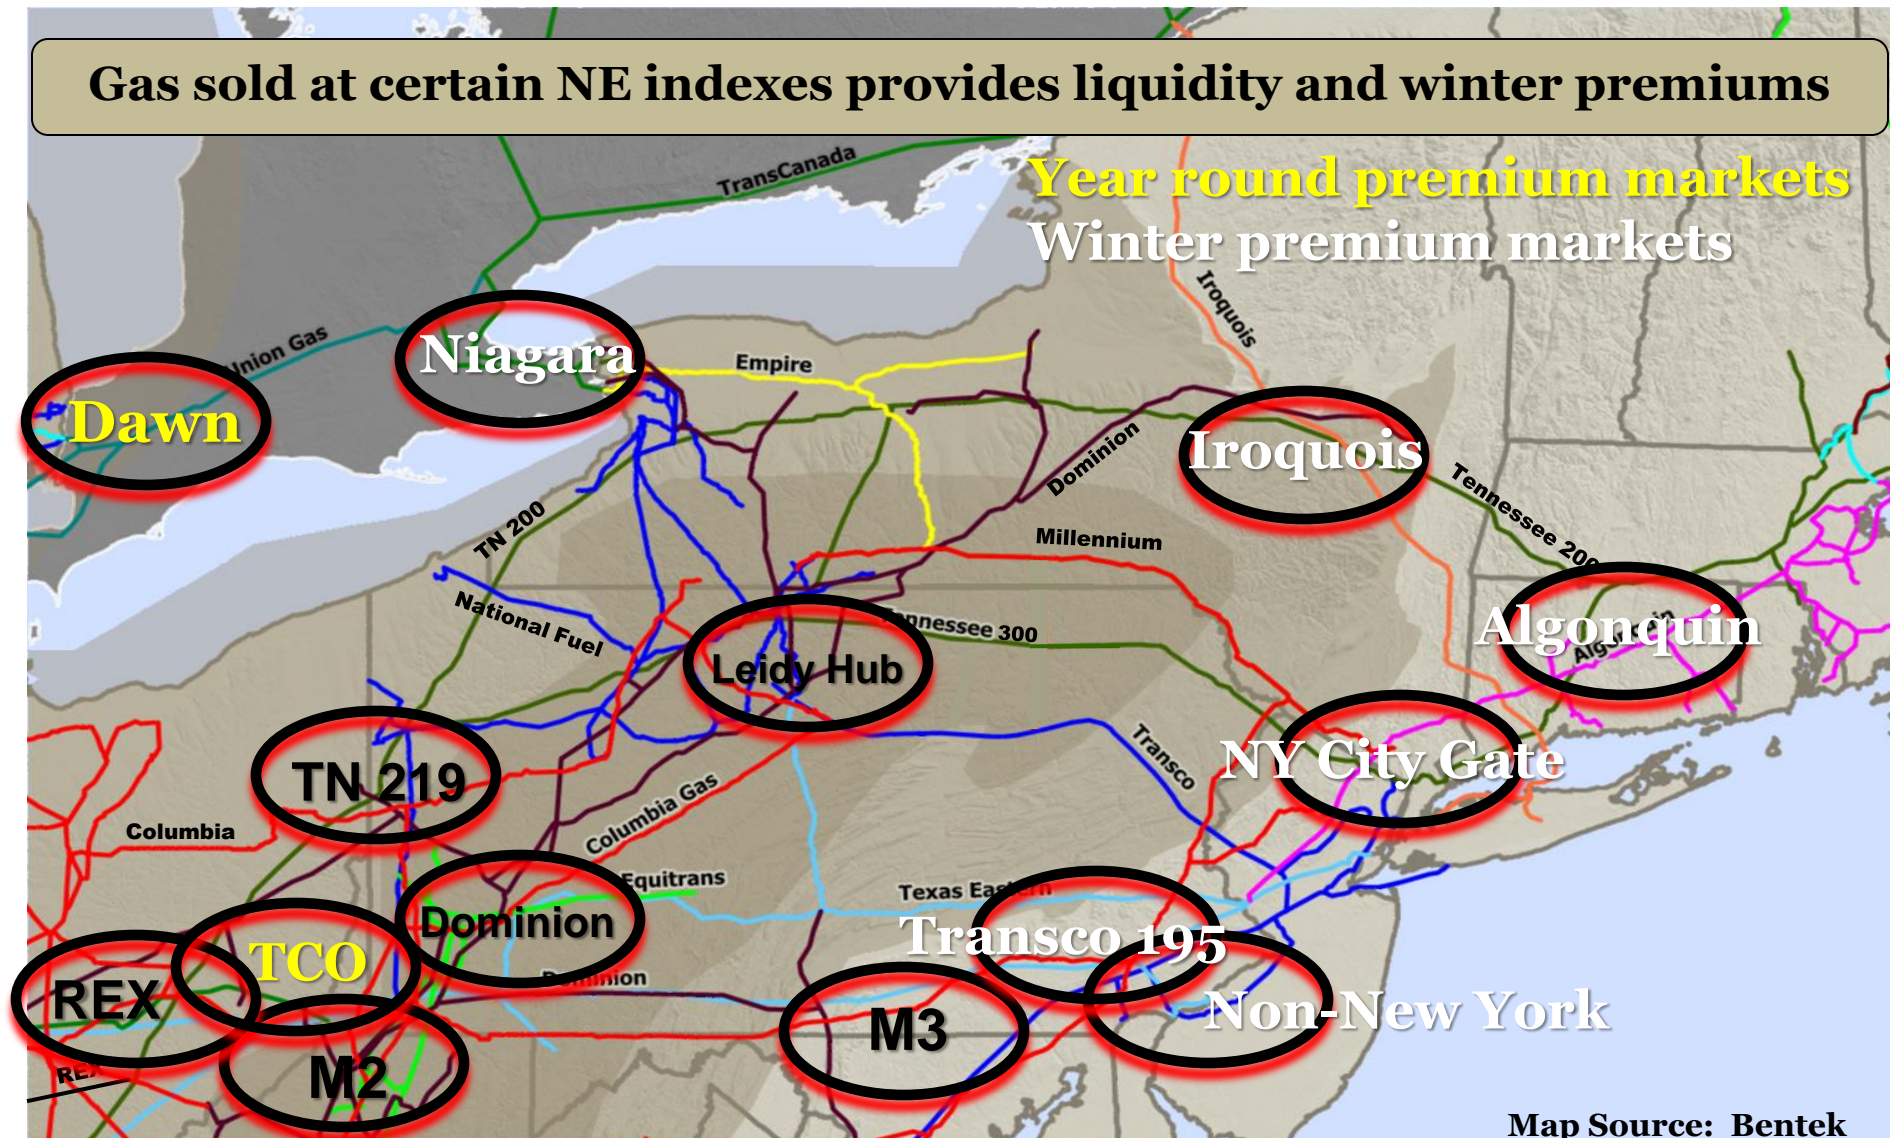 Gas sold at certain NE indexes provides liquidity and winter premiums
TransCanada
Year round premium markets
Winter premium markets
Iroquois
Union Gas
Niagara
Empire
Dawn
Dominion
Iroquois
Tennessee 200
TN 200
Millennium
National Fuel
Tennessee 300
Algonquin
Algonquin
Leidy Hub
Transco
NY City Gate
TN 219
Columbia
Columbia Gas
Equitrans
Texas Eastern
Dominion
Transco 195
TCO
Dominion
REX
Non-New York
M3
REX
M2
Map Source: Bentek